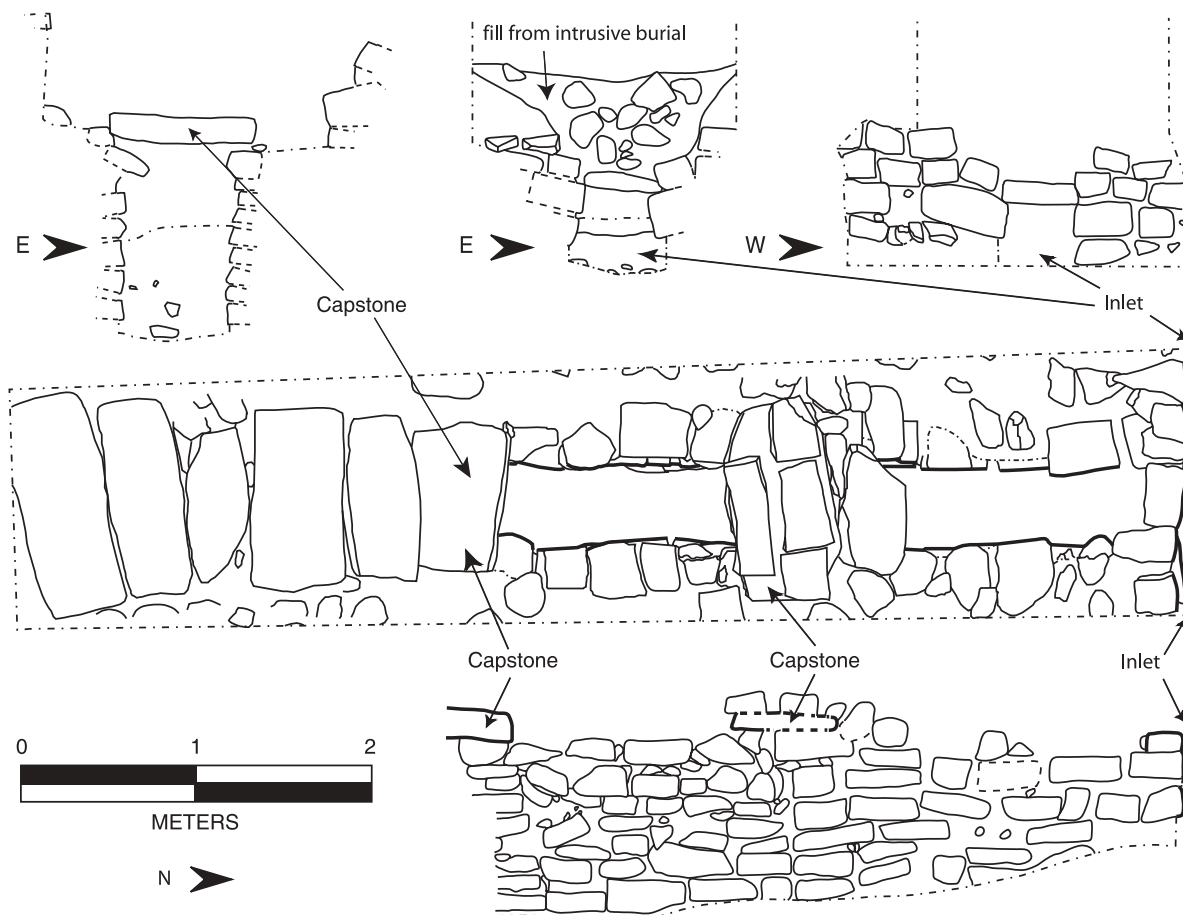 fill from intrusive burial
E
E
W
Capstone
Inlet
Capstone
Capstone
Inlet
0 1 2
METERS
N